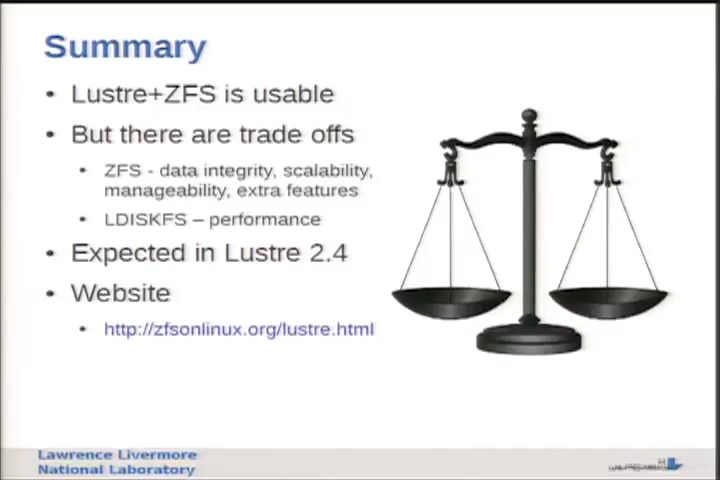 Summary
• Lustre+ZFS is usable
• But there are trade offs
• ZFS - data integrity, scalability,
manageability, extra features
• LDISKFS – performance
• Expected in Lustre 2.4
• Website
• http://zfsonlinux.org/lustre.html
Lawrence Livermore
National Laboratory